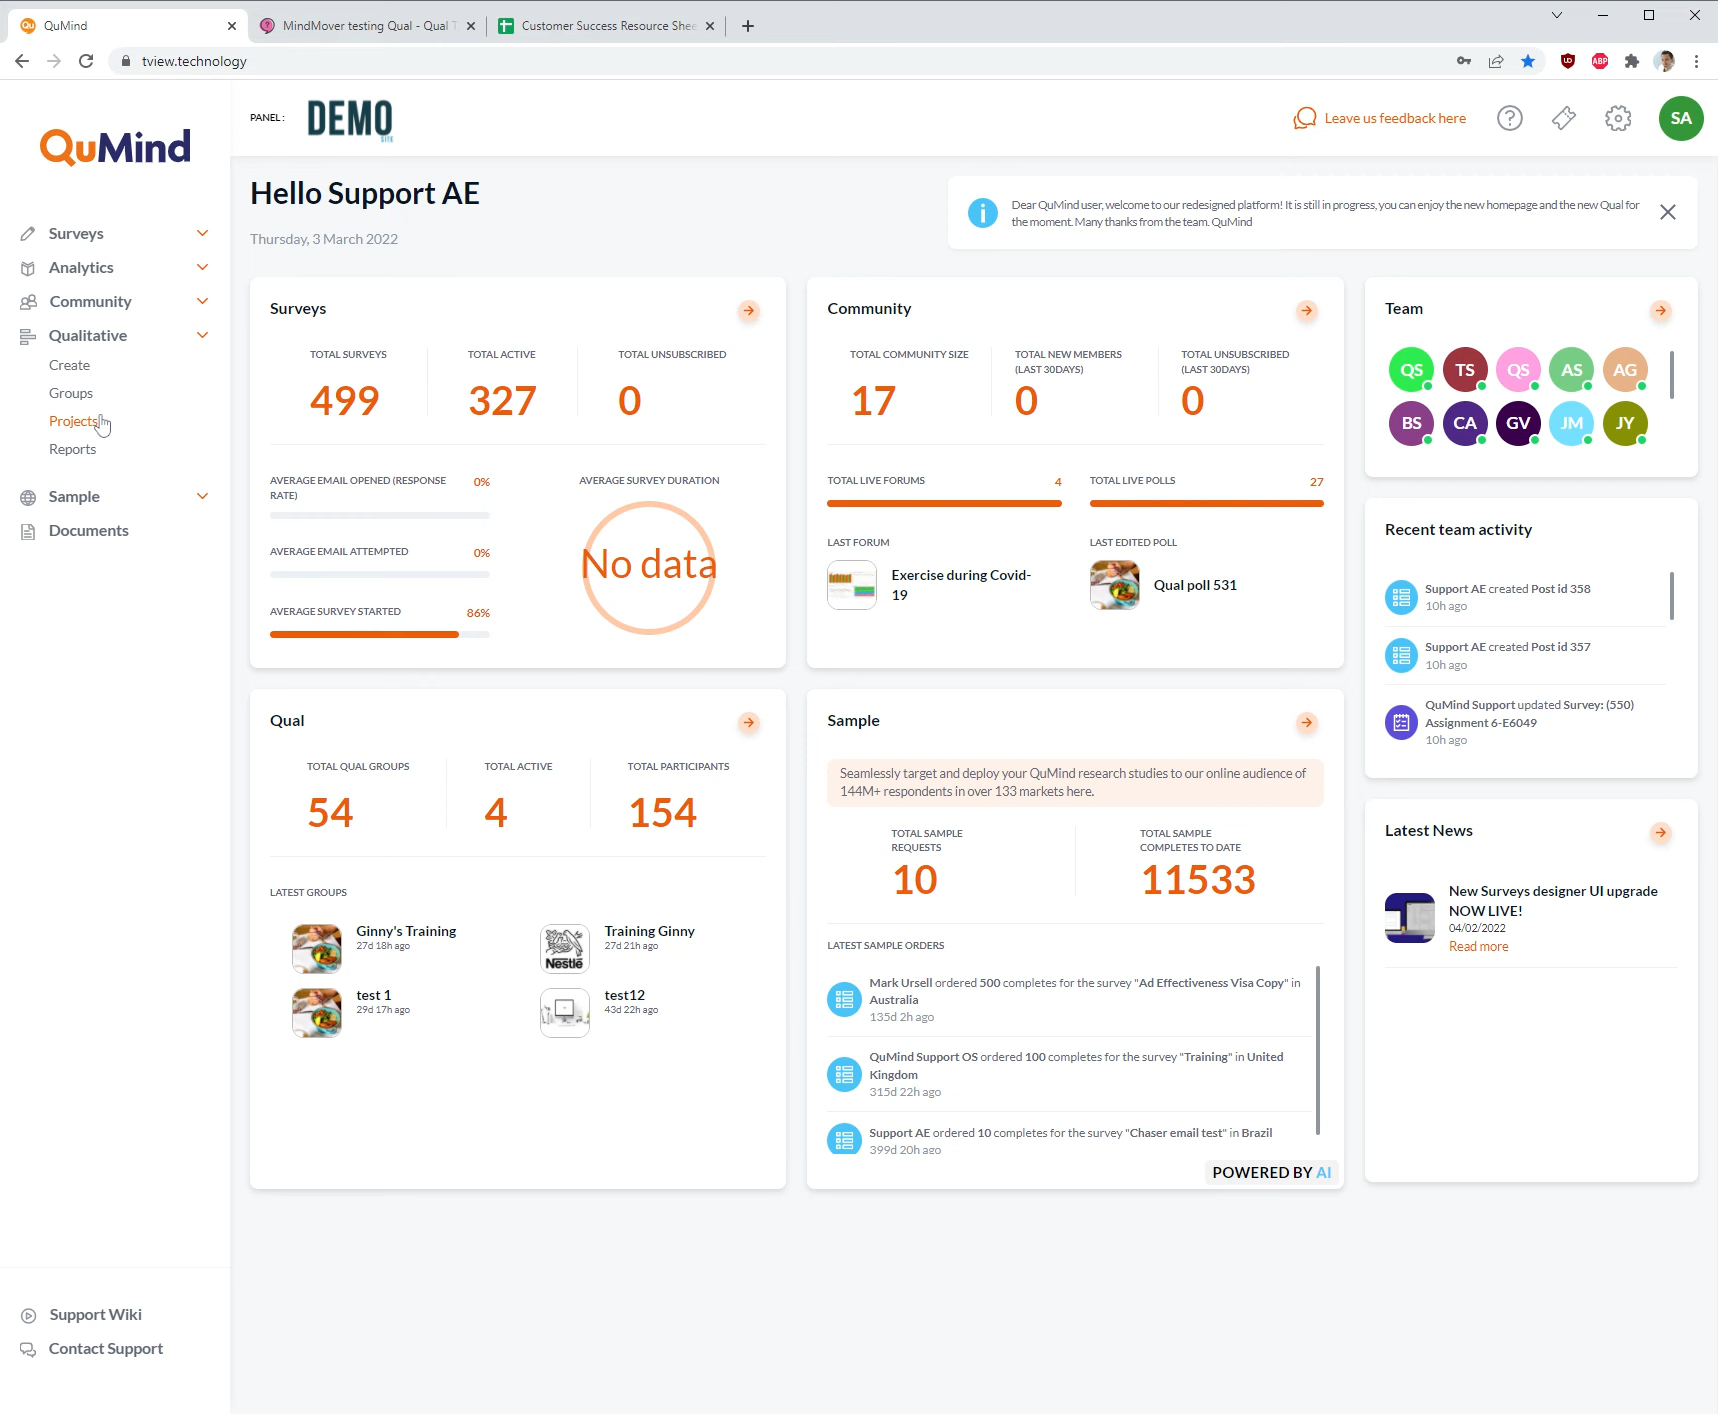 QuMind
MindMover testing Qual - Qual T
Customer Success Resource Shee
tview.technology
ABP
PANEL :
DEMO
SITE
Leave us feedback here
SA
QuMind
Surveys
Analytics
Community
Qualitative
Create
Groups
Projects
Reports
Sample
Documents
Support Wiki
Contact Support
Hello Support AE
Thursday, 3 March 2022
Dear QuMind user, welcome to our redesigned platform! It is still in progress, you can enjoy the new homepage and the new Qual for
the moment. Many thanks from the team. QuMind
Surveys
TOTAL SURVEYS
499
TOTAL ACTIVE
327
TOTAL UNSUBSCRIBED
0
AVERAGE EMAIL OPENED (RESPONSE
RATE)
0%
AVERAGE EMAIL ATTEMPTED
0%
AVERAGE SURVEY STARTED
86%
AVERAGE SURVEY DURATION
No data
Community
TOTAL COMMUNITY SIZE
17
TOTAL NEW MEMBERS
(LAST 30DAYS)
0
TOTAL UNSUBSCRIBED
(LAST 30DAYS)
0
TOTAL LIVE FORUMS
4
TOTAL LIVE POLLS
27
LAST FORUM
Exercise during Covid-
19
LAST EDITED POLL
Qual poll 531
Team
QS
TS
QS
AS
AG
BS
CA
GV
JM
JY
Recent team activity
Support AE created Post id 358
10h ago
Support AE created Post id 357
10h ago
QuMind Support updated Survey: (550)
Assignment 6-E6049
10h ago
Qual
TOTAL QUAL GROUPS
54
TOTAL ACTIVE
4
TOTAL PARTICIPANTS
154
LATEST GROUPS
Ginny's Training
27d 18h ago
Nestlé
Training Ginny
27d 21h ago
test 1
29d 17h ago
test12
43d 22h ago
Sample
Seamlessly target and deploy your QuMind research studies to our online audience of
144M+ respondents in over 133 markets here.
TOTAL SAMPLE
REQUESTS
10
TOTAL SAMPLE
COMPLETES TO DATE
11533
LATEST SAMPLE ORDERS
Mark Ursell ordered 500 completes for the survey "Ad Effectiveness Visa Copy" in
Australia
135d 2h ago
QuMind Support OS ordered 100 completes for the survey "Training" in United
Kingdom
315d 22h ago
Support AE ordered 10 completes for the survey "Chaser email test" in Brazil
399d 20h ago
POWERED BY AI
Latest News
New Surveys designer UI upgrade
NOW LIVE!
04/02/2022
Read more